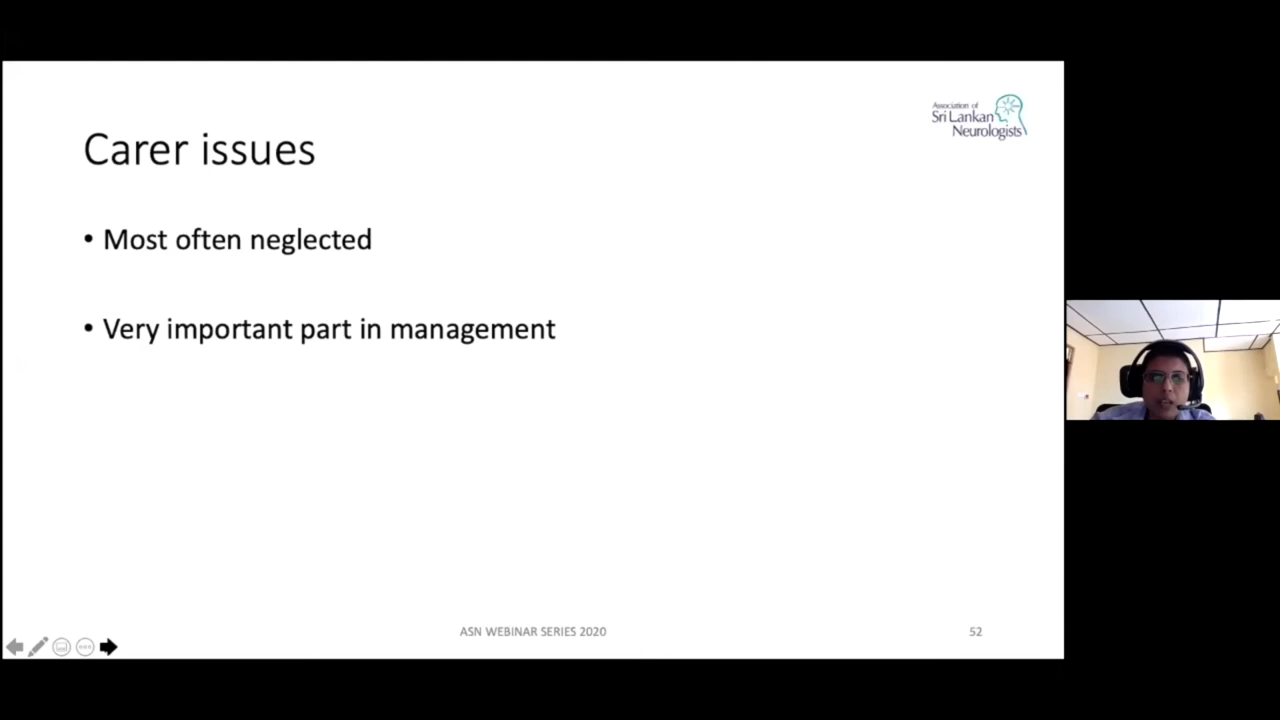 Association of
Sri Lankan
Neurologists
Carer issues
• Most often neglected
• Very important part in management
ASN WEBINAR SERIES 2020
52